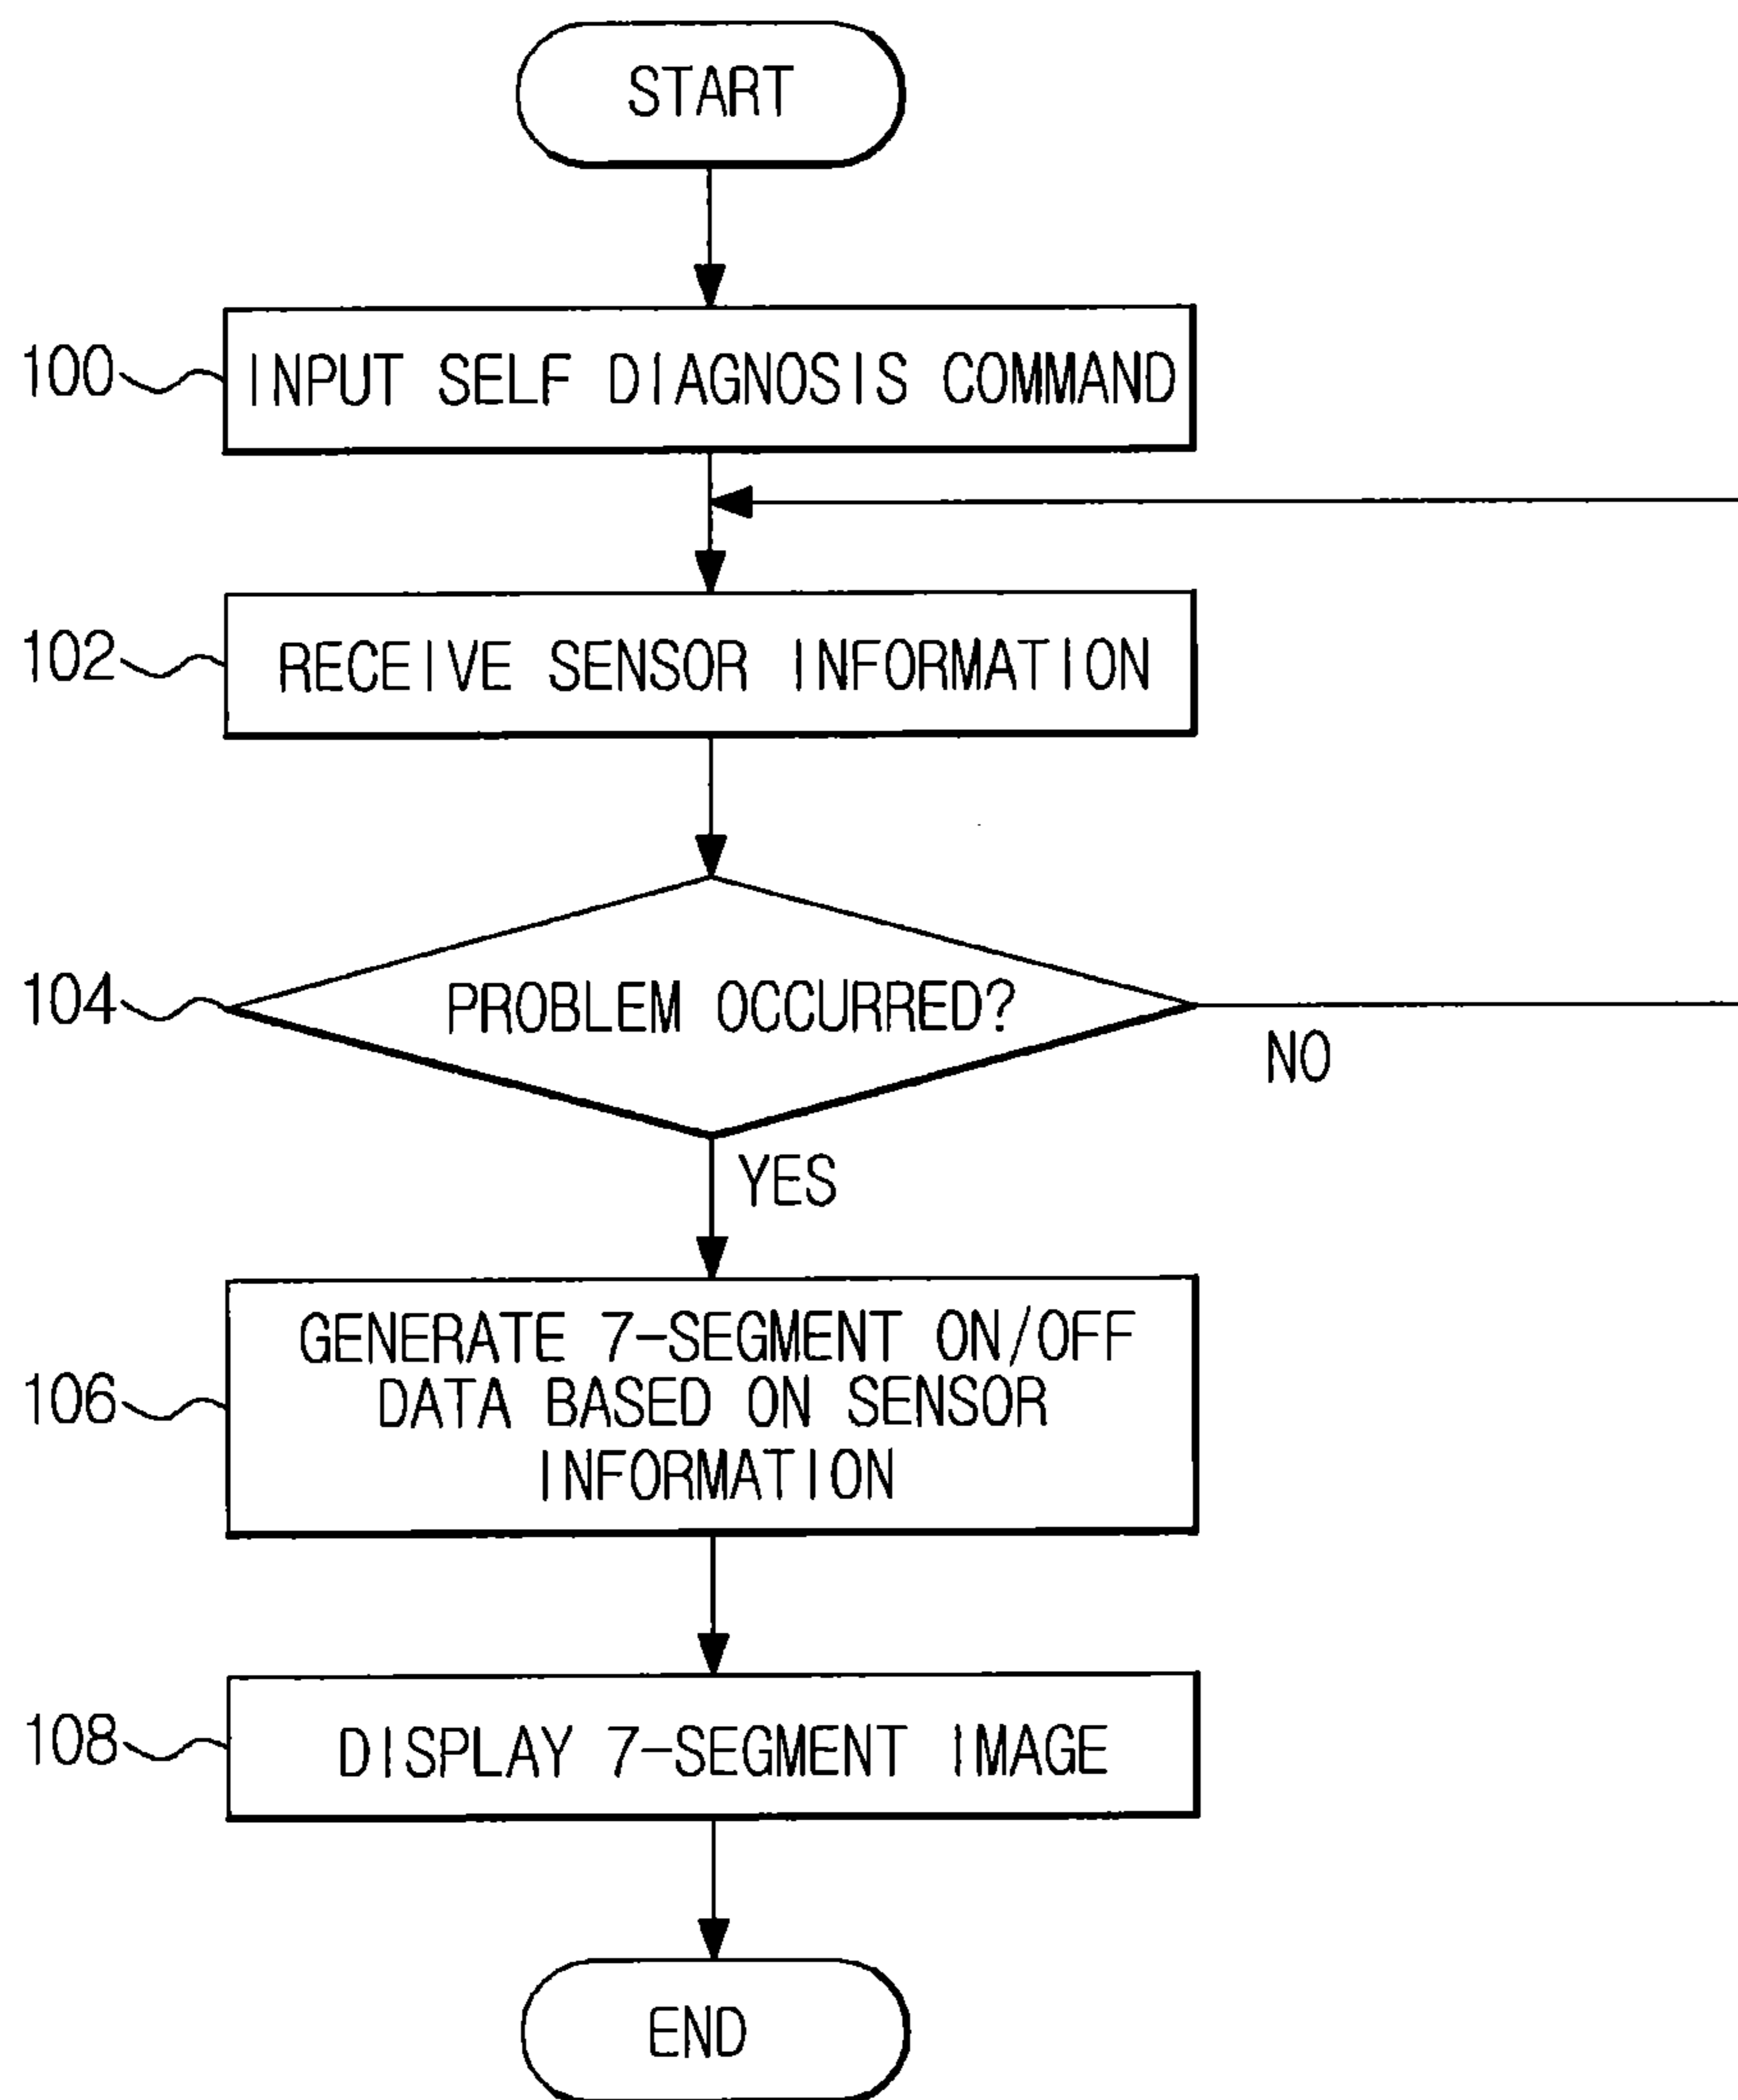 START
100
INPUT SELF DIAGNOSIS COMMAND
102
RECEIVE SENSOR INFORMATION
104
PROBLEM OCCURRED?
NO
YES
106
GENERATE 7-SEGMENT ON/OFF
DATA BASED ON SENSOR
INFORMATION
108
DISPLAY 7-SEGMENT IMAGE
END